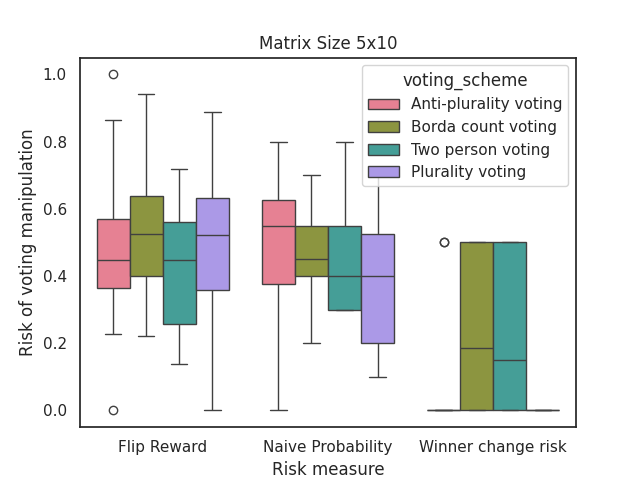 Matrix Size 5x10
Risk of voting manipulation
1.0
0.8
0.6
0.4
0.2
0.0
voting_scheme
Anti-plurality voting
Borda count voting
Two person voting
Plurality voting
Flip Reward
Naive Probability
Winner change risk
Risk measure